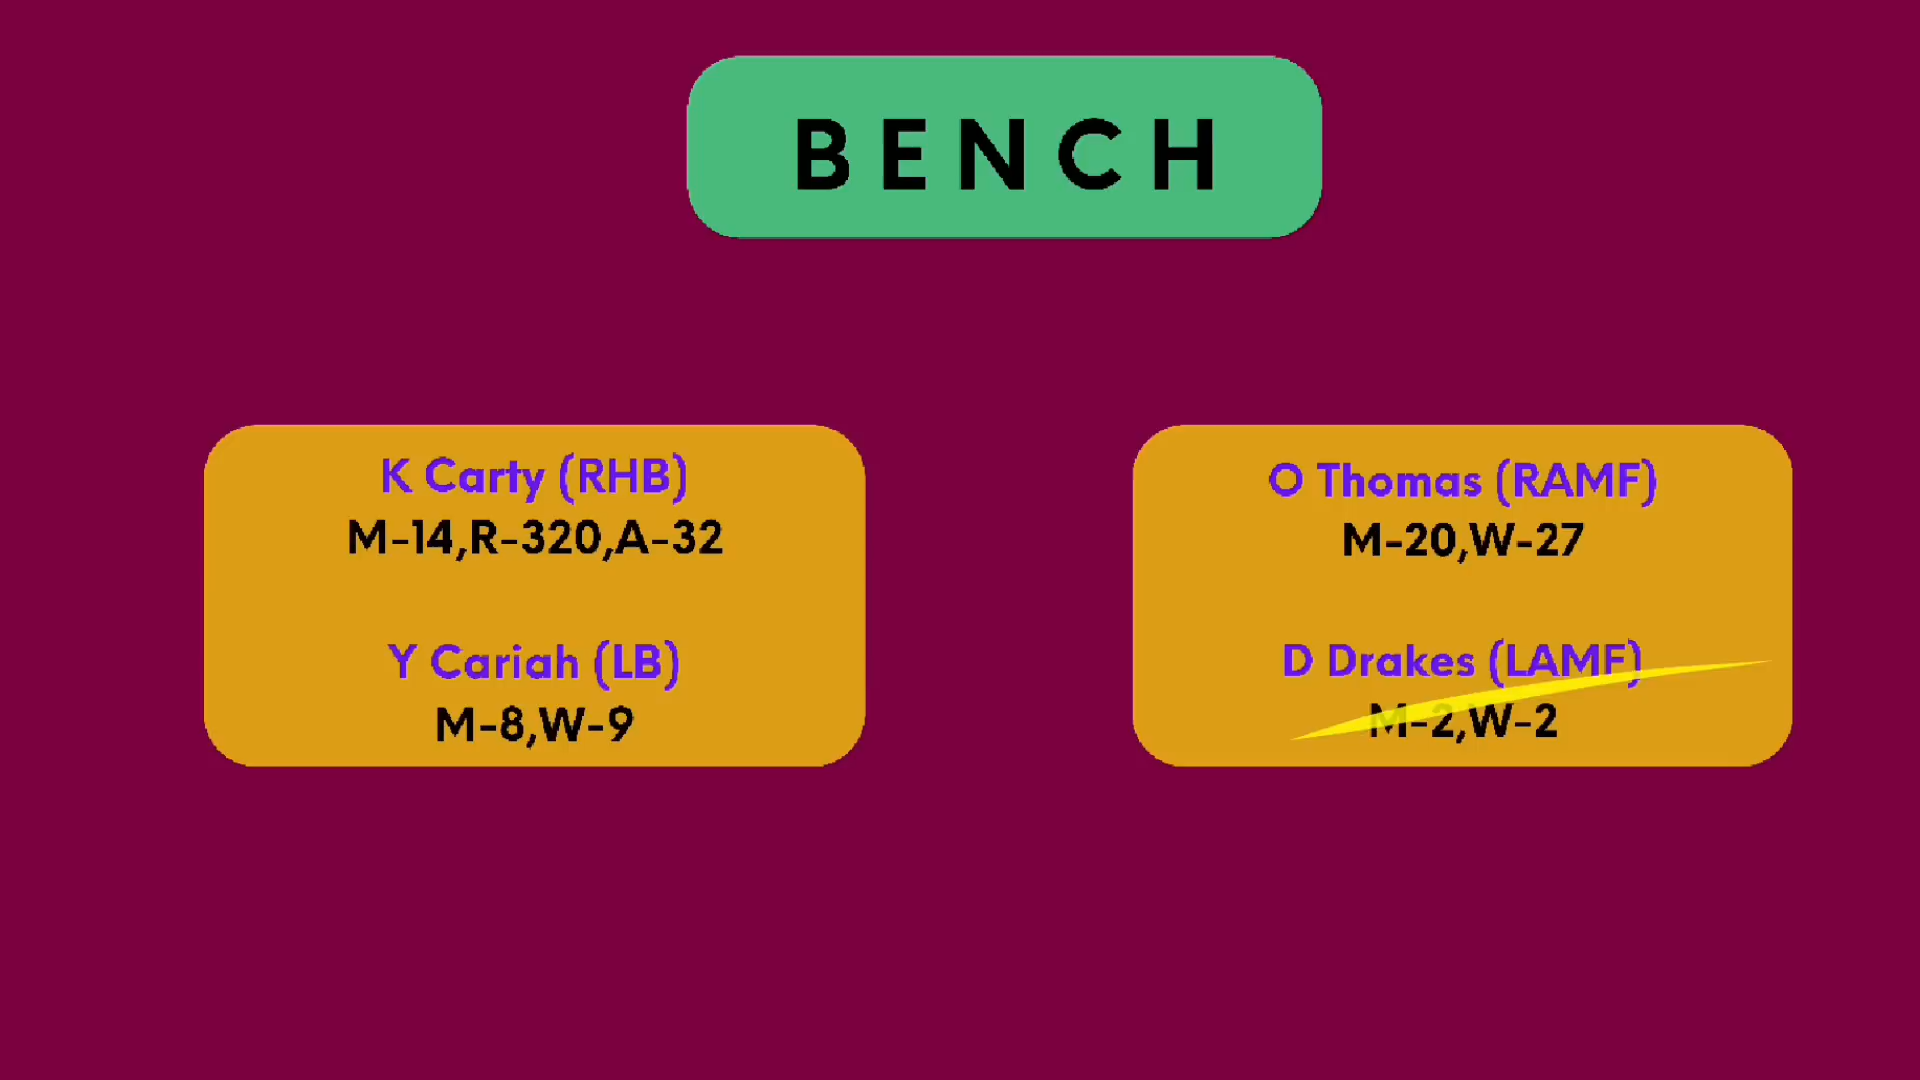 BENCH
K Carty (RHB)
M-14,R-320,A-32
Y Cariah (LB)
M-8,W-9
O Thomas (RAMF)
M-20,W-27
D Drakes (LAMF)
M-2,W-2